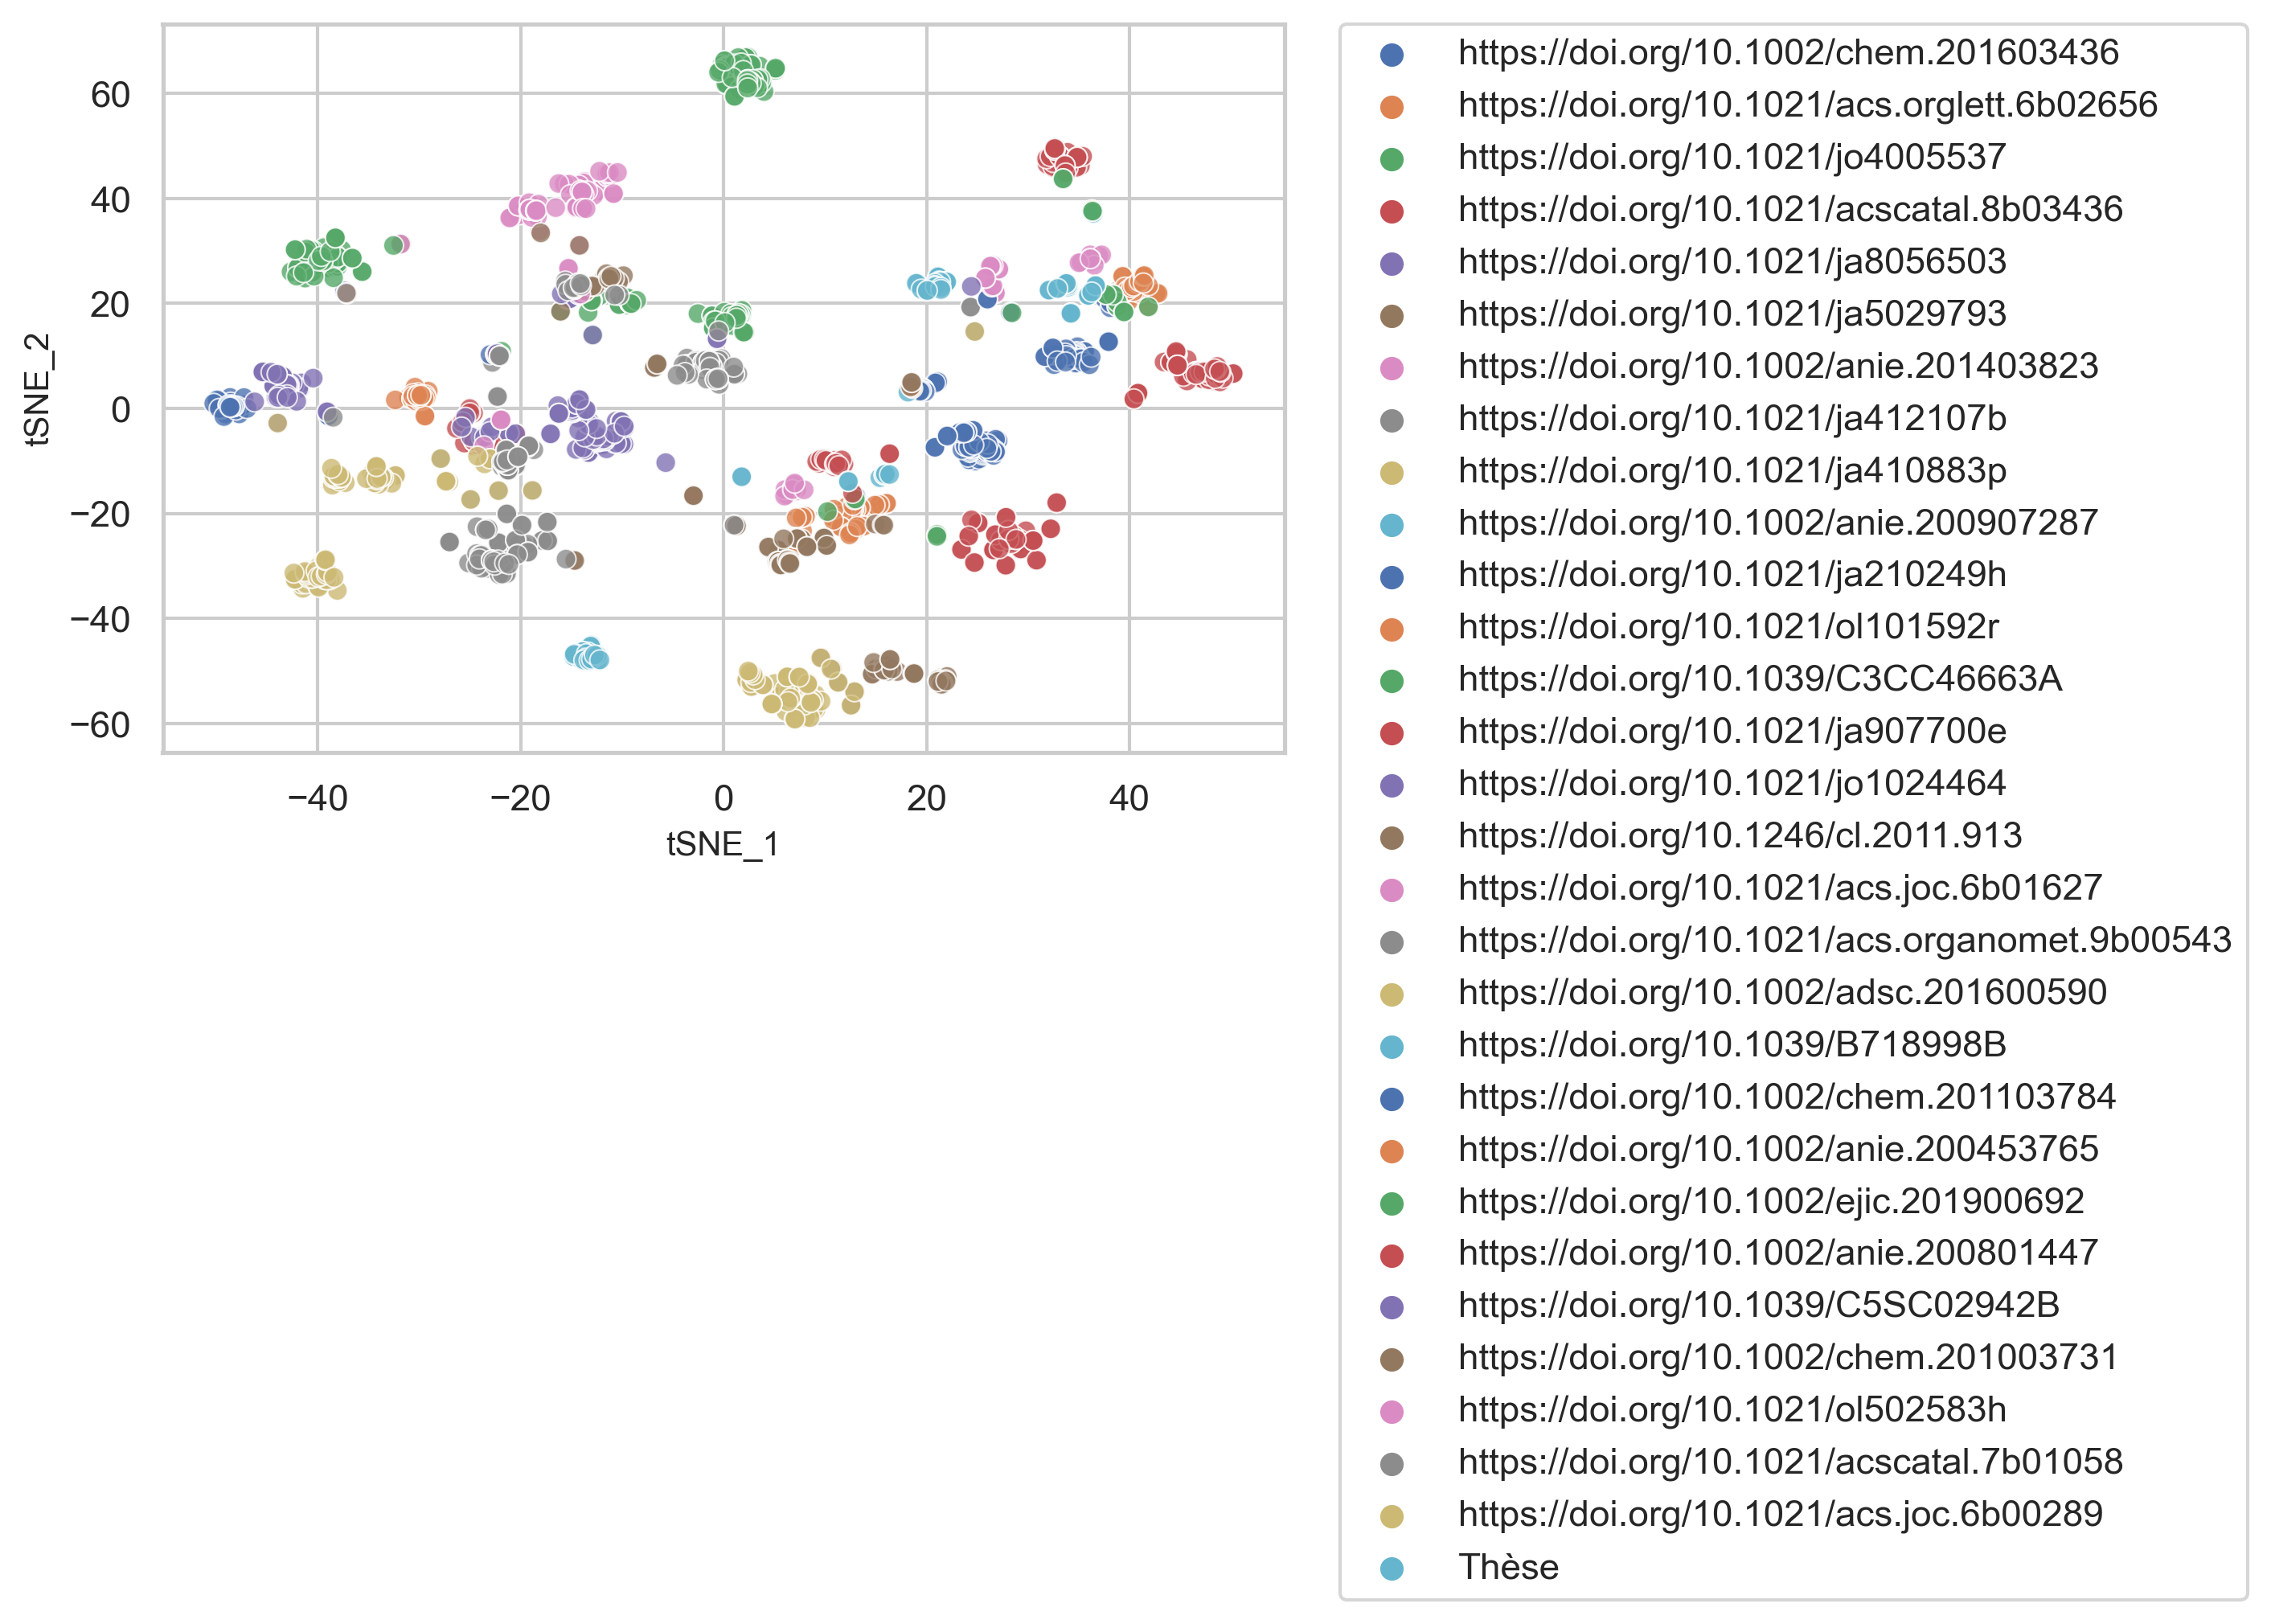 60
40
20
0
−20
−40
−60
tSNE_2
−40
−20
0
20
40
tSNE_1
https://doi.org/10.1002/chem.201603436
https://doi.org/10.1021/acs.orglett.6b02656
https://doi.org/10.1021/jo4005537
https://doi.org/10.1021/acscatal.8b03436
https://doi.org/10.1021/ja8056503
https://doi.org/10.1021/ja5029793
https://doi.org/10.1002/anie.201403823
https://doi.org/10.1021/ja412107b
https://doi.org/10.1021/ja410883p
https://doi.org/10.1002/anie.200907287
https://doi.org/10.1021/ja210249h
https://doi.org/10.1021/ol101592r
https://doi.org/10.1039/C3CC46663A
https://doi.org/10.1021/ja907700e
https://doi.org/10.1021/jo1024464
https://doi.org/10.1246/cl.2011.913
https://doi.org/10.1021/acs.joc.6b01627
https://doi.org/10.1021/acs.organomet.9b00543
https://doi.org/10.1002/adsc.201600590
https://doi.org/10.1039/B718998B
https://doi.org/10.1002/chem.201103784
https://doi.org/10.1002/anie.200453765
https://doi.org/10.1002/ejic.201900692
https://doi.org/10.1002/anie.200801447
https://doi.org/10.1039/C5SC02942B
https://doi.org/10.1002/chem.201003731
https://doi.org/10.1021/ol502583h
https://doi.org/10.1021/acscatal.7b01058
https://doi.org/10.1021/acs.joc.6b00289
Thèse